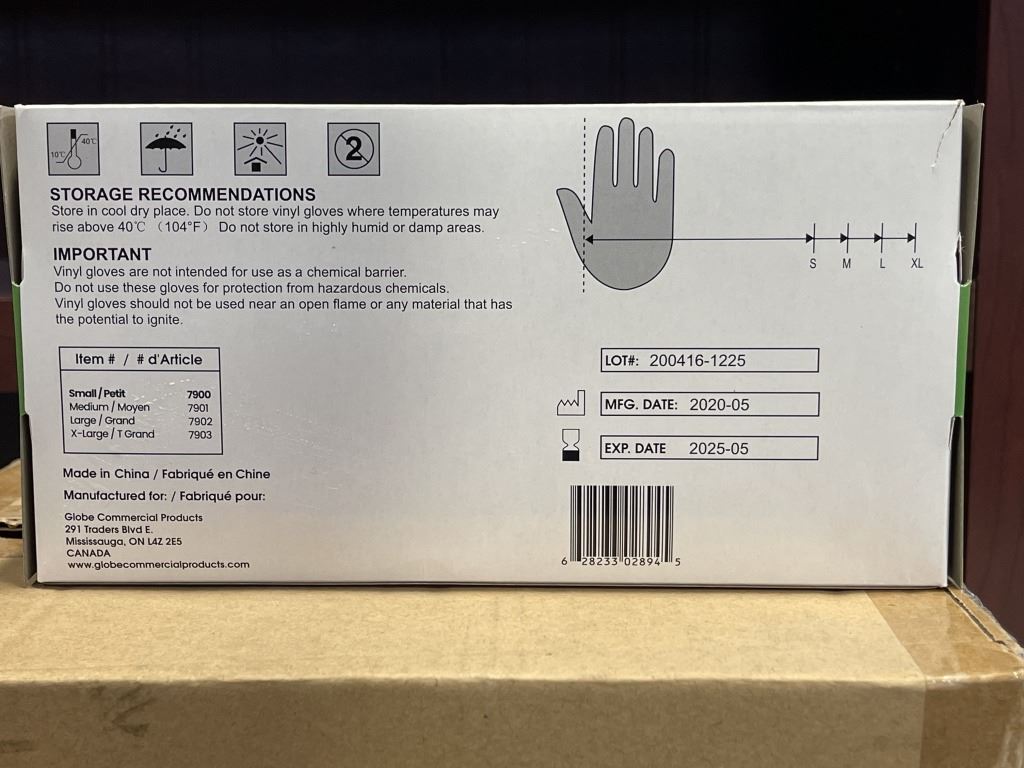 10℃ 40℃
2
STORAGE RECOMMENDATIONS
Store in cool dry place. Do not store vinyl gloves where temperatures may
rise above 40℃ （104°F） Do not store in highly humid or damp areas.
IMPORTANT
Vinyl gloves are not intended for use as a chemical barrier.
Do not use these gloves for protection from hazardous chemicals.
Vinyl gloves should not be used near an open flame or any material that has
the potential to ignite.
S M L XL
Item # / # d'Article
Small / Petit 7900
Medium / Moyen 7901
Large / Grand 7902
X-Large / T Grand 7903
Made in China / Fabriqué en Chine
Manufactured for: / Fabriqué pour:
Globe Commercial Products
291 Traders Blvd E.
Mississauga, ON L4Z 2E5
CANADA
www.globecommercialproducts.com
LOT#: 200416-1225
MFG. DATE: 2020-05
EXP. DATE 2025-05
6 28233 02894 5